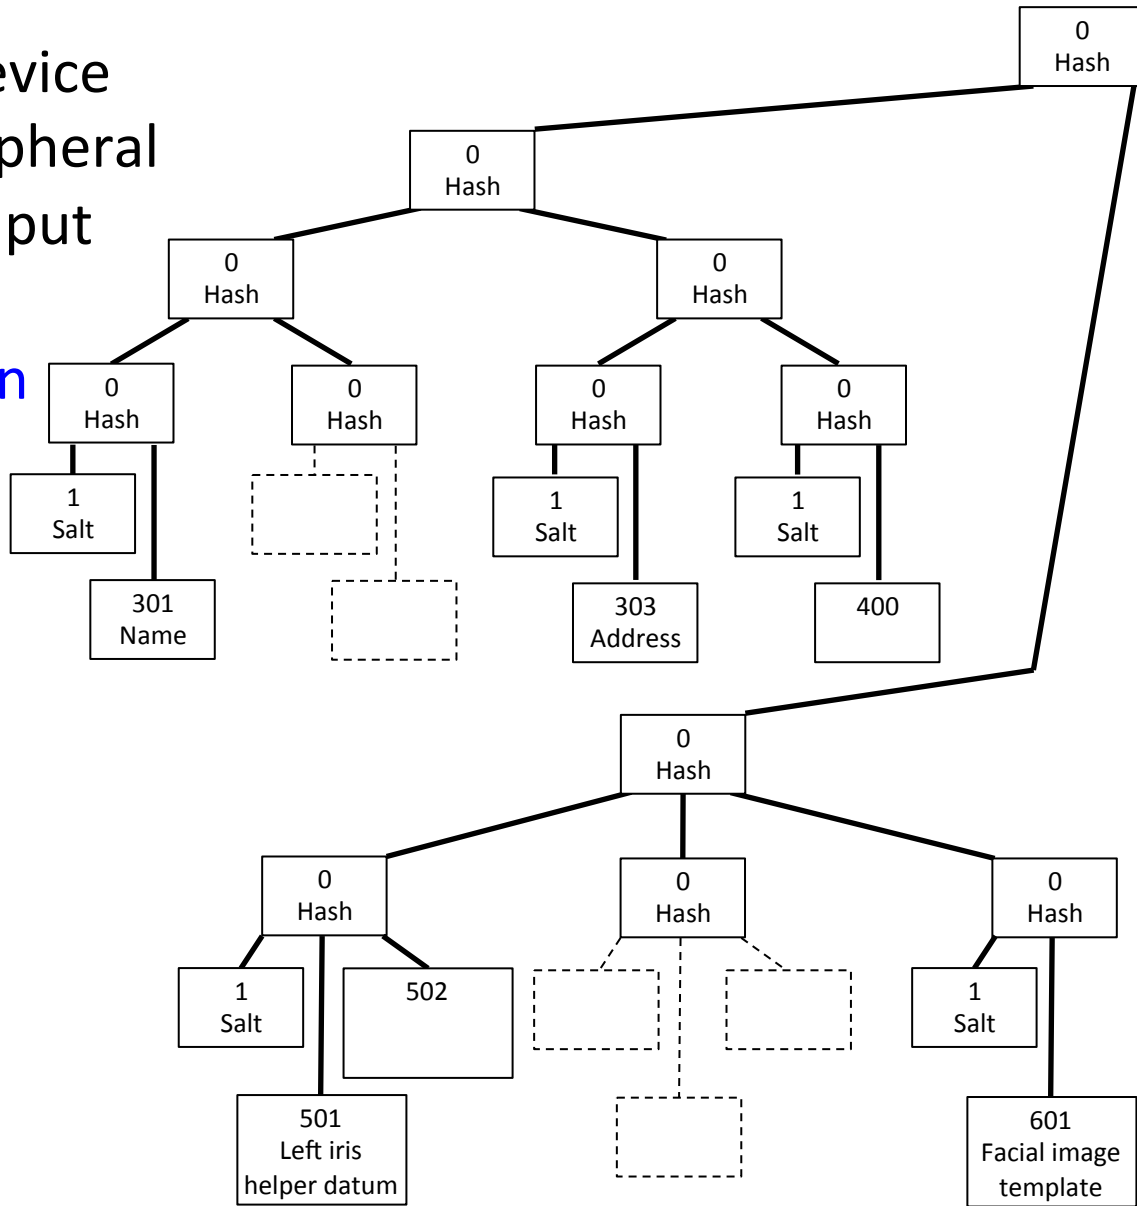 evice
pheral
put
n
0
Hash
0
Hash
0
Hash
0
Hash
0
Hash
0
Hash
0
Hash
0
Hash
1
Salt
1
Salt
1
Salt
301
Name
303
Address
400
0
Hash
0
Hash
0
Hash
0
Hash
1
Salt
502
1
Salt
501
Left iris
helper datum
601
Facial image
template